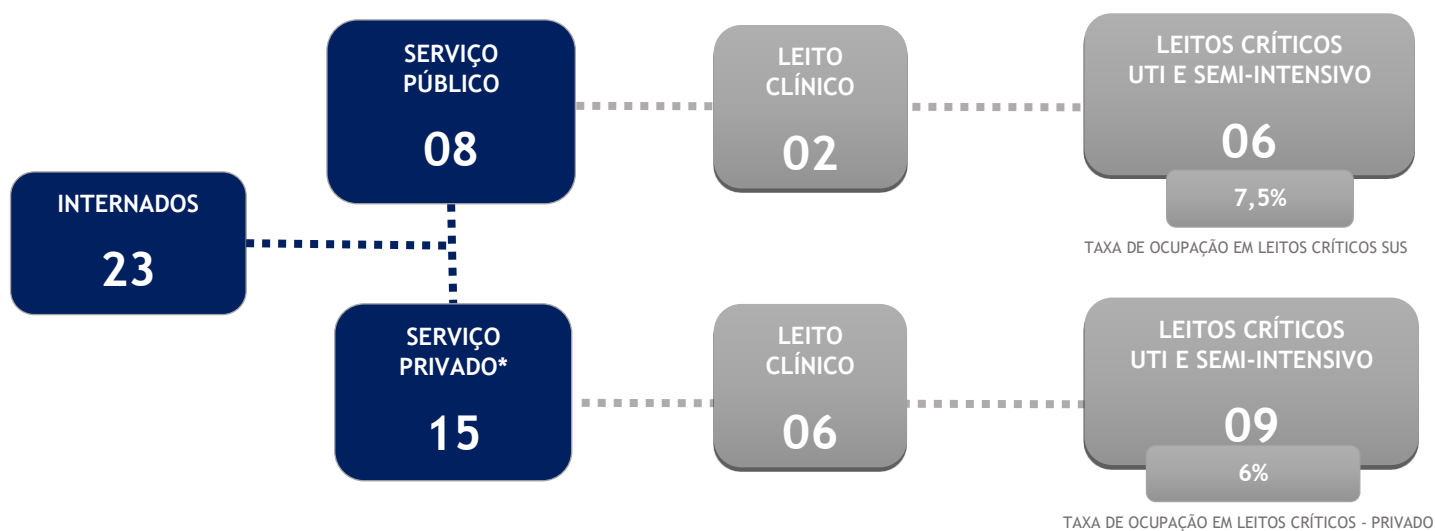 INTERNADOS
23
SERVIÇO
PÚBLICO
08
LEITO
CLÍNICO
02
LEITOS CRÍTICOS
UTI E SEMI-INTENSIVO
06
7,5%
TAXA DE OCUPAÇÃO EM LEITOS CRÍTICOS SUS
SERVIÇO
PRIVADO*
15
LEITO
CLÍNICO
06
LEITOS CRÍTICOS
UTI E SEMI-INTENSIVO
09
6%
TAXA DE OCUPAÇÃO EM LEITOS CRÍTICOS - PRIVADO